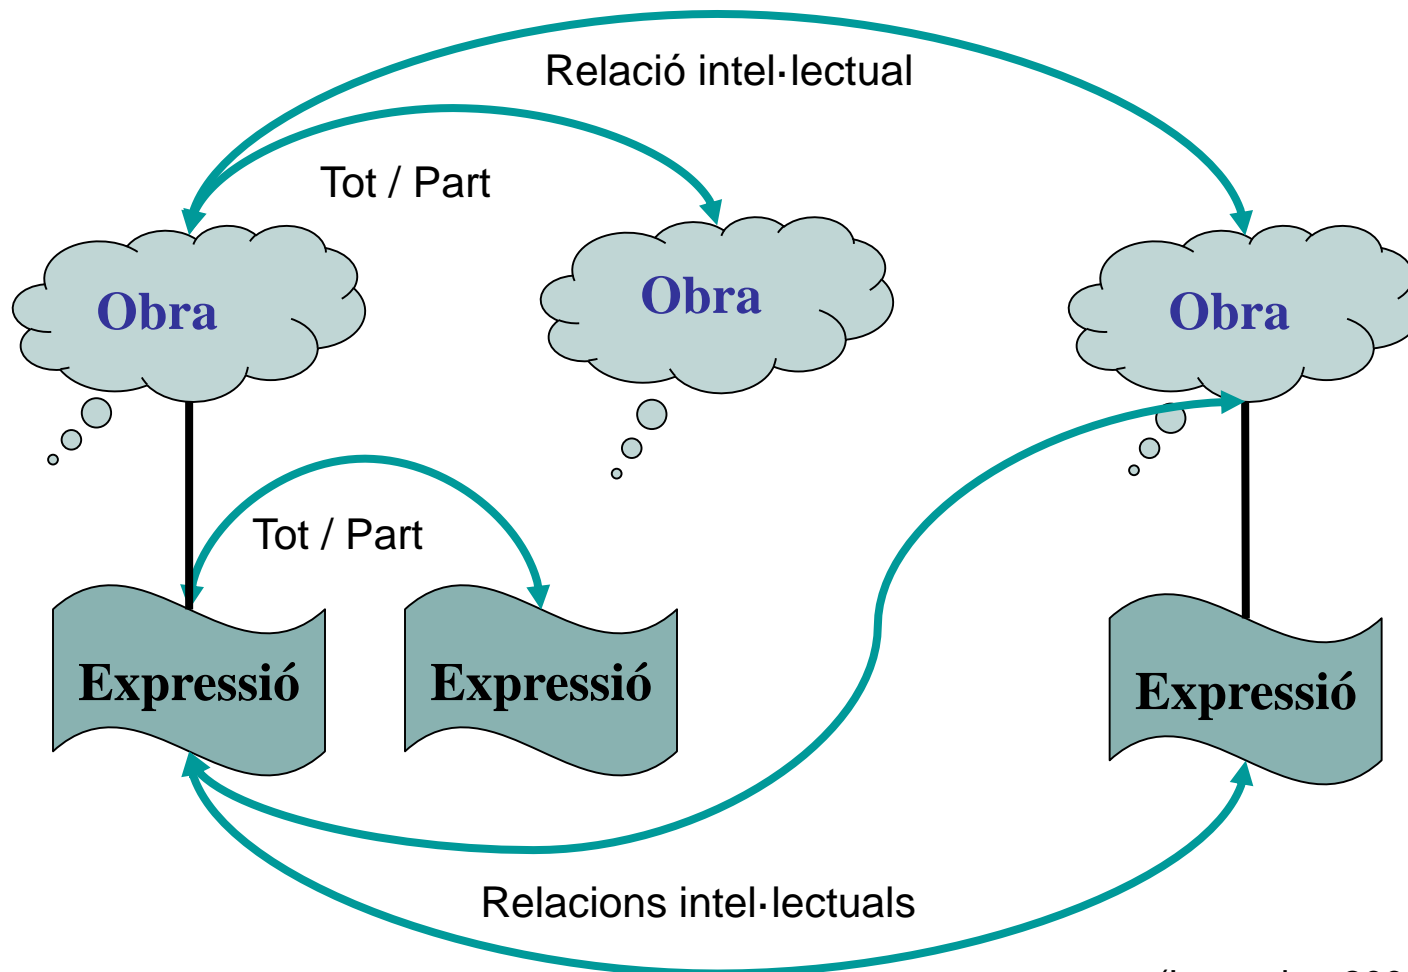 Relació intel·lectual
Tot / Part
Obra
Obra
Obra
Tot / Part
Expressió
Expressió
Expressió
Relacions intel·lectuals